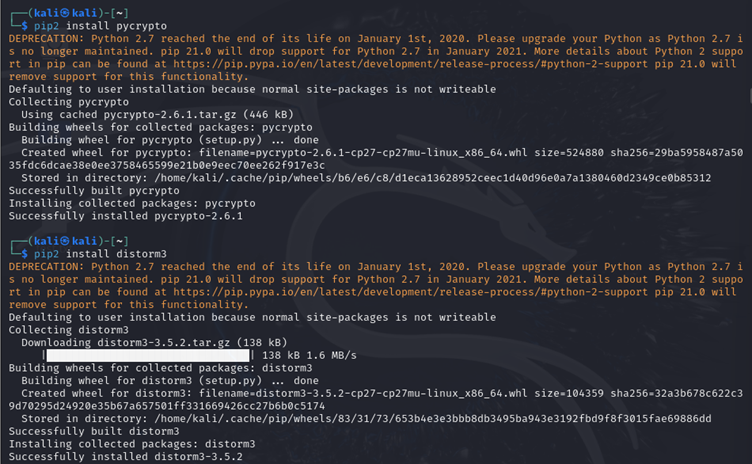 ┌──(kali㉿kali)-[~]
└─$ pip2 install pycrypto
DEPRECATION: Python 2.7 reached the end of its life on January 1st, 2020. Please upgrade your Python as Python 2.7 i
s no longer maintained. pip 21.0 will drop support for Python 2.7 in January 2021. More details about Python 2 suppo
rt in pip can be found at https://pip.pypa.io/en/latest/development/release-process/#python-2-support pip 21.0 will
remove support for this functionality.
Defaulting to user installation because normal site-packages is not writeable
Collecting pycrypto
  Using cached pycrypto-2.6.1.tar.gz (446 kB)
Building wheels for collected packages: pycrypto
  Building wheel for pycrypto (setup.py) ... done
  Created wheel for pycrypto: filename=pycrypto-2.6.1-cp27-cp27mu-linux_x86_64.whl size=524880 sha256=29ba5958487a50
35fdc6dcae38e0ee3758465599e21b0e9eec70ee262f917e3c
  Stored in directory: /home/kali/.cache/pip/wheels/b6/e6/c8/d1eca13628952ceec1d40d96e0a7a1380460d2349ce0b85312
Successfully built pycrypto
Installing collected packages: pycrypto
Successfully installed pycrypto-2.6.1
┌──(kali㉿kali)-[~]
└─$ pip2 install distorm3
DEPRECATION: Python 2.7 reached the end of its life on January 1st, 2020. Please upgrade your Python as Python 2.7 i
s no longer maintained. pip 21.0 will drop support for Python 2.7 in January 2021. More details about Python 2 suppo
rt in pip can be found at https://pip.pypa.io/en/latest/development/release-process/#python-2-support pip 21.0 will
remove support for this functionality.
Defaulting to user installation because normal site-packages is not writeable
Collecting distorm3
  Downloading distorm3-3.5.2.tar.gz (138 kB)
     |████████████████████████████████| 138 kB 1.6 MB/s
Building wheels for collected packages: distorm3
  Building wheel for distorm3 (setup.py) ... done
  Created wheel for distorm3: filename=distorm3-3.5.2-cp27-cp27mu-linux_x86_64.whl size=104359 sha256=32a3b678c622c3
9d70295d24920e35b67a657501ff331669426cc27b6b0c5174
  Stored in directory: /home/kali/.cache/pip/wheels/83/31/73/653b4e3e3bbb8db3495ba943e3192fbd9f8f3015fae69886dd
Successfully built distorm3
Installing collected packages: distorm3
Successfully installed distorm3-3.5.2